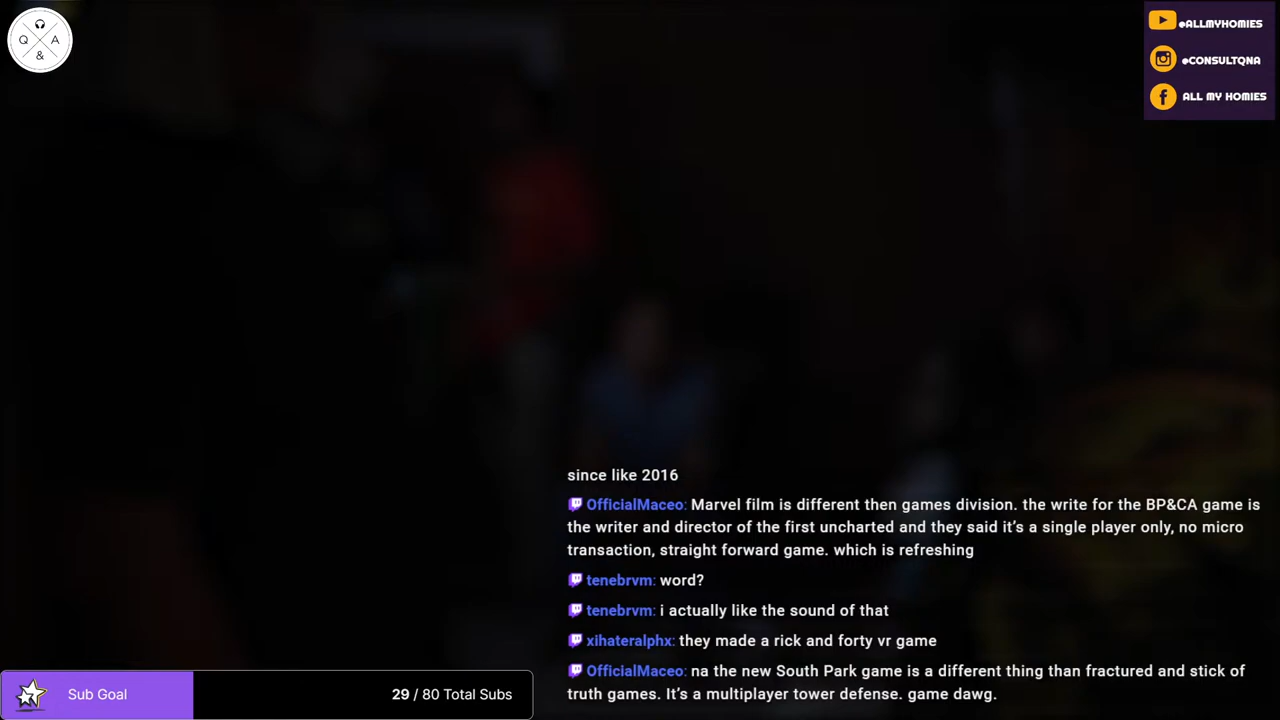 Q
A
&
@ALLMYHOMIES
@CONSULTQNA
ALL MY HOMIES
since like 2016
OfficialMaceo: Marvel film is different then games division. the write for the BP&CA game is
the writer and director of the first uncharted and they said it’s a single player only, no micro
transaction, straight forward game. which is refreshing
tenebrvm: word?
tenebrvm: i actually like the sound of that
xihateralphx: they made a rick and forty vr game
OfficialMaceo: na the new South Park game is a different thing than fractured and stick of
truth games. It’s a multiplayer tower defense. game dawg.
Sub Goal
29 / 80 Total Subs